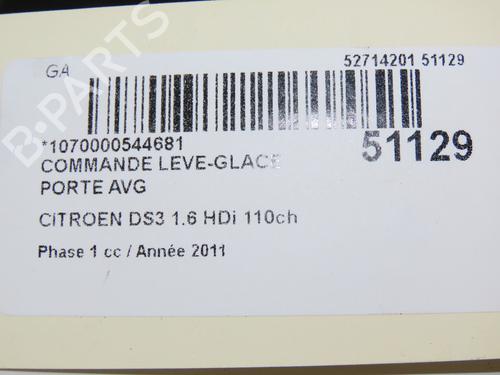 GA
52714201 51129
*1070000544681
51129
COMMANDE LEVE-GLACE
PORTE AVG
CITROEN DS3 1.6 HDi 110ch
Phase 1 cc / Année 2011
B-PARTS